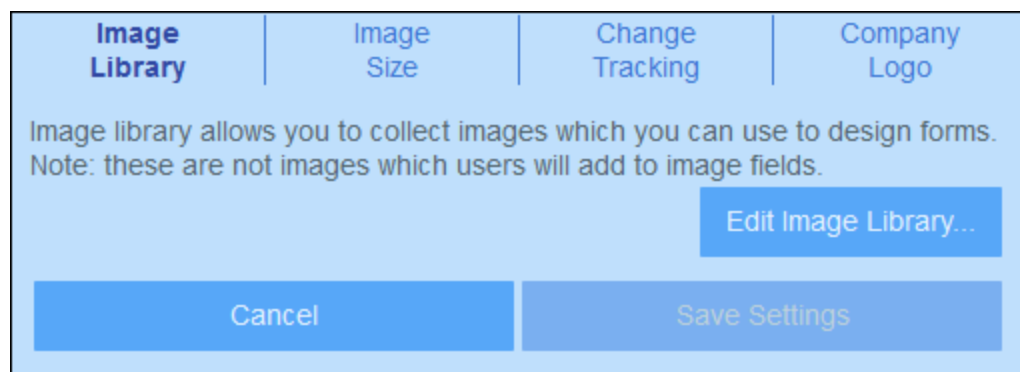 Image Library
Image Size
Change Tracking
Company Logo
Image library allows you to collect images which you can use to design forms.
Note: these are not images which users will add to image fields.
Edit Image Library...
Cancel
Save Settings